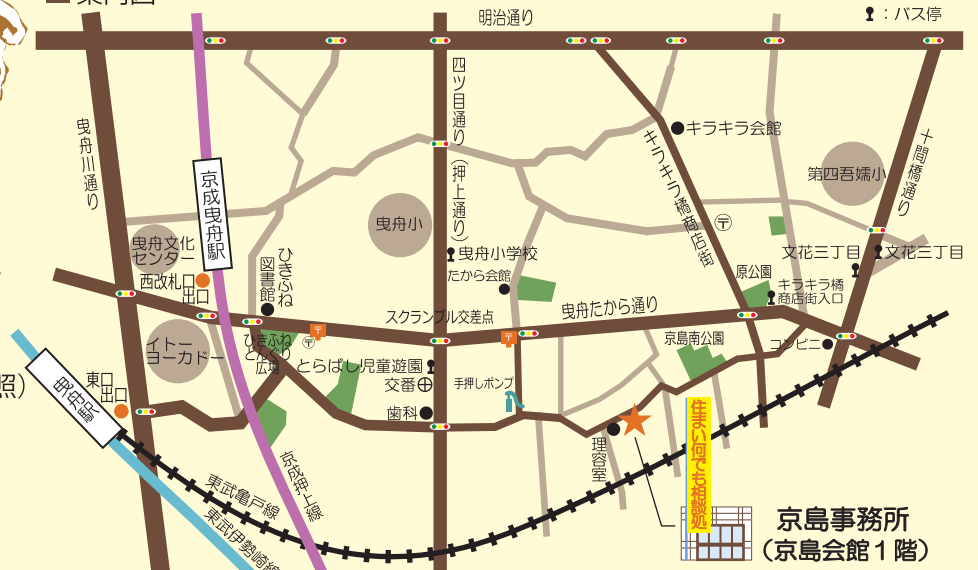 案内図
明治通り
：バス停
曳舟川通り
四ツ目通り（押上通り）
キラキラ会館
キラキラ橘商店街
十間橋通り
第四吾嬬小
京成曳舟駅
曳舟小
曳舟文化
センター
西改札口
出口
ひきふね
図書館
曳舟小学校
たから会館
〒
文花三丁目
文花三丁目
原公園
キラキラ橘
商店街入口
曳舟たから通り
スクランブル交差点
〒
〒
〒
イトー
ヨーカドー
ひきふね
どんぐり
広場
とらばし児童遊園
交番
歯科
手押しポンプ
京島南公園
コンビニ
照）
曳舟駅
東口
出口
理容室
住まい何でも相談処
東武亀戸線
東武伊勢崎線
京成押上線
京島事務所
（京島会館１階）